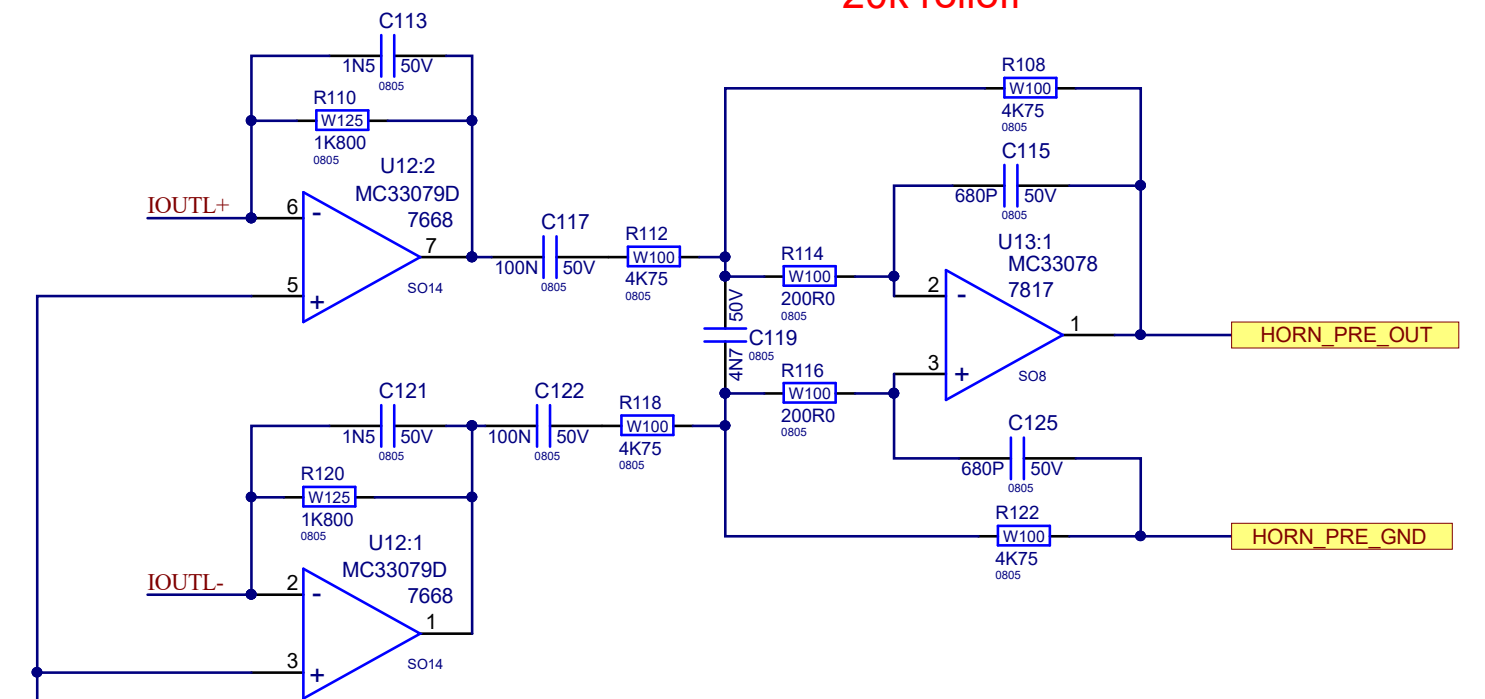 20k rolloff
C113
1N5
50V
0805
R110
W125
1K800
0805
U12:2
MC33079D
7668
IOUTL+
6
-
5
+
7
SO14
C117
100N
50V
0805
R112
W100
4K75
0805
R108
W100
4K75
0805
C115
680P
50V
0805
R114
W100
200R0
0805
50V
C119
0805
4N7
R116
W100
200R0
0805
U13:1
MC33078
7817
2
-
3
+
1
SO8
HORN_PRE_OUT
C121
1N5
50V
0805
R120
W125
1K800
0805
C122
100N
50V
0805
R118
W100
4K75
0805
C125
680P
50V
0805
R122
W100
4K75
0805
HORN_PRE_GND
U12:1
MC33079D
7668
IOUTL-
2
-
3
+
1
SO14